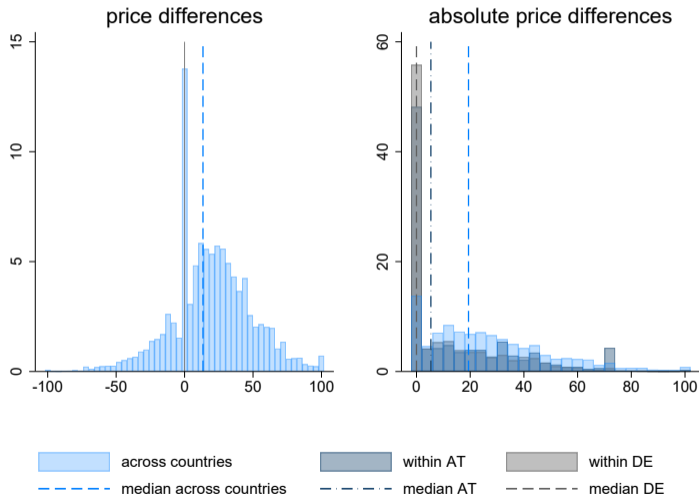 price differences
absolute price differences
15
10
5
0
-100 -50 0 50 100
60
40
20
0
0 20 40 60 80 100
across countries within AT within DE
median across countries median AT median DE